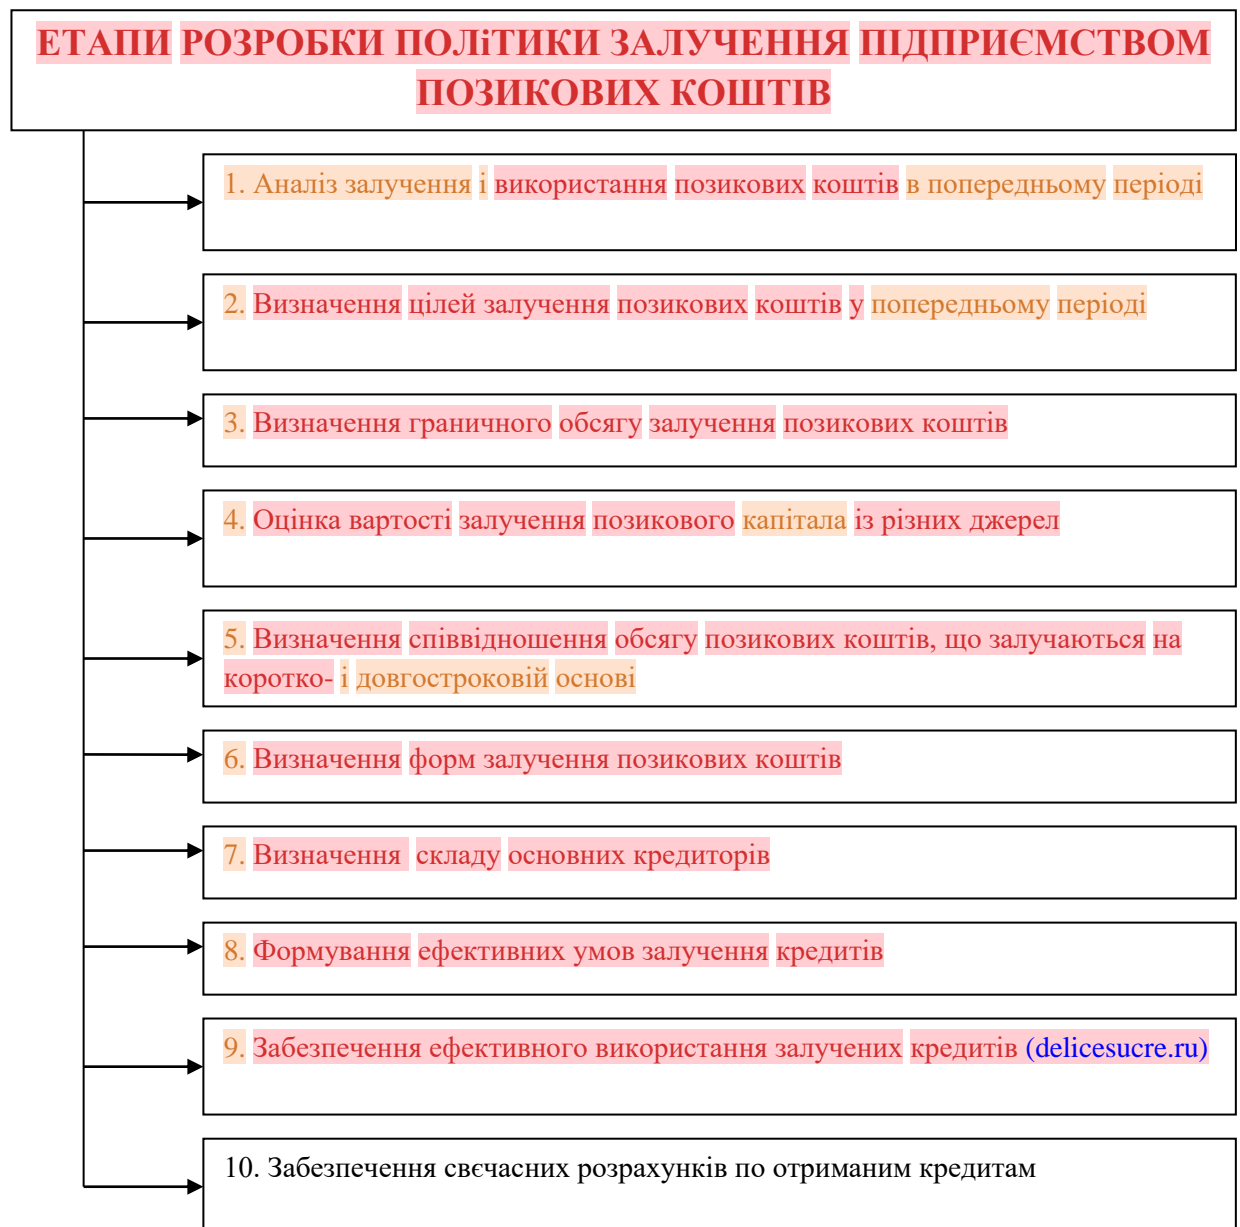 ЕТАПИ РОЗРОБКИ ПОЛіТИКИ ЗАЛУЧЕННЯ ПІДПРИЄМСТВОМ
ПОЗИКОВИХ КОШТІВ
1. Аналіз залучення і використання позикових коштів в попередньому періоді
2. Визначення цілей залучення позикових коштів у попередньому періоді
3. Визначення граничного обсягу залучення позикових коштів
4. Оцінка вартості залучення позикового капітала із різних джерел
5. Визначення співвідношення обсягу позикових коштів, що залучаються на
коротко- і довгостроковій основі
6. Визначення форм залучення позикових коштів
7. Визначення складу основних кредиторів
8. Формування ефективних умов залучення кредитів
9. Забезпечення ефективного використання залучених кредитів (delicesucre.ru)
10. Забезпечення свєчасних розрахунків по отриманим кредитам